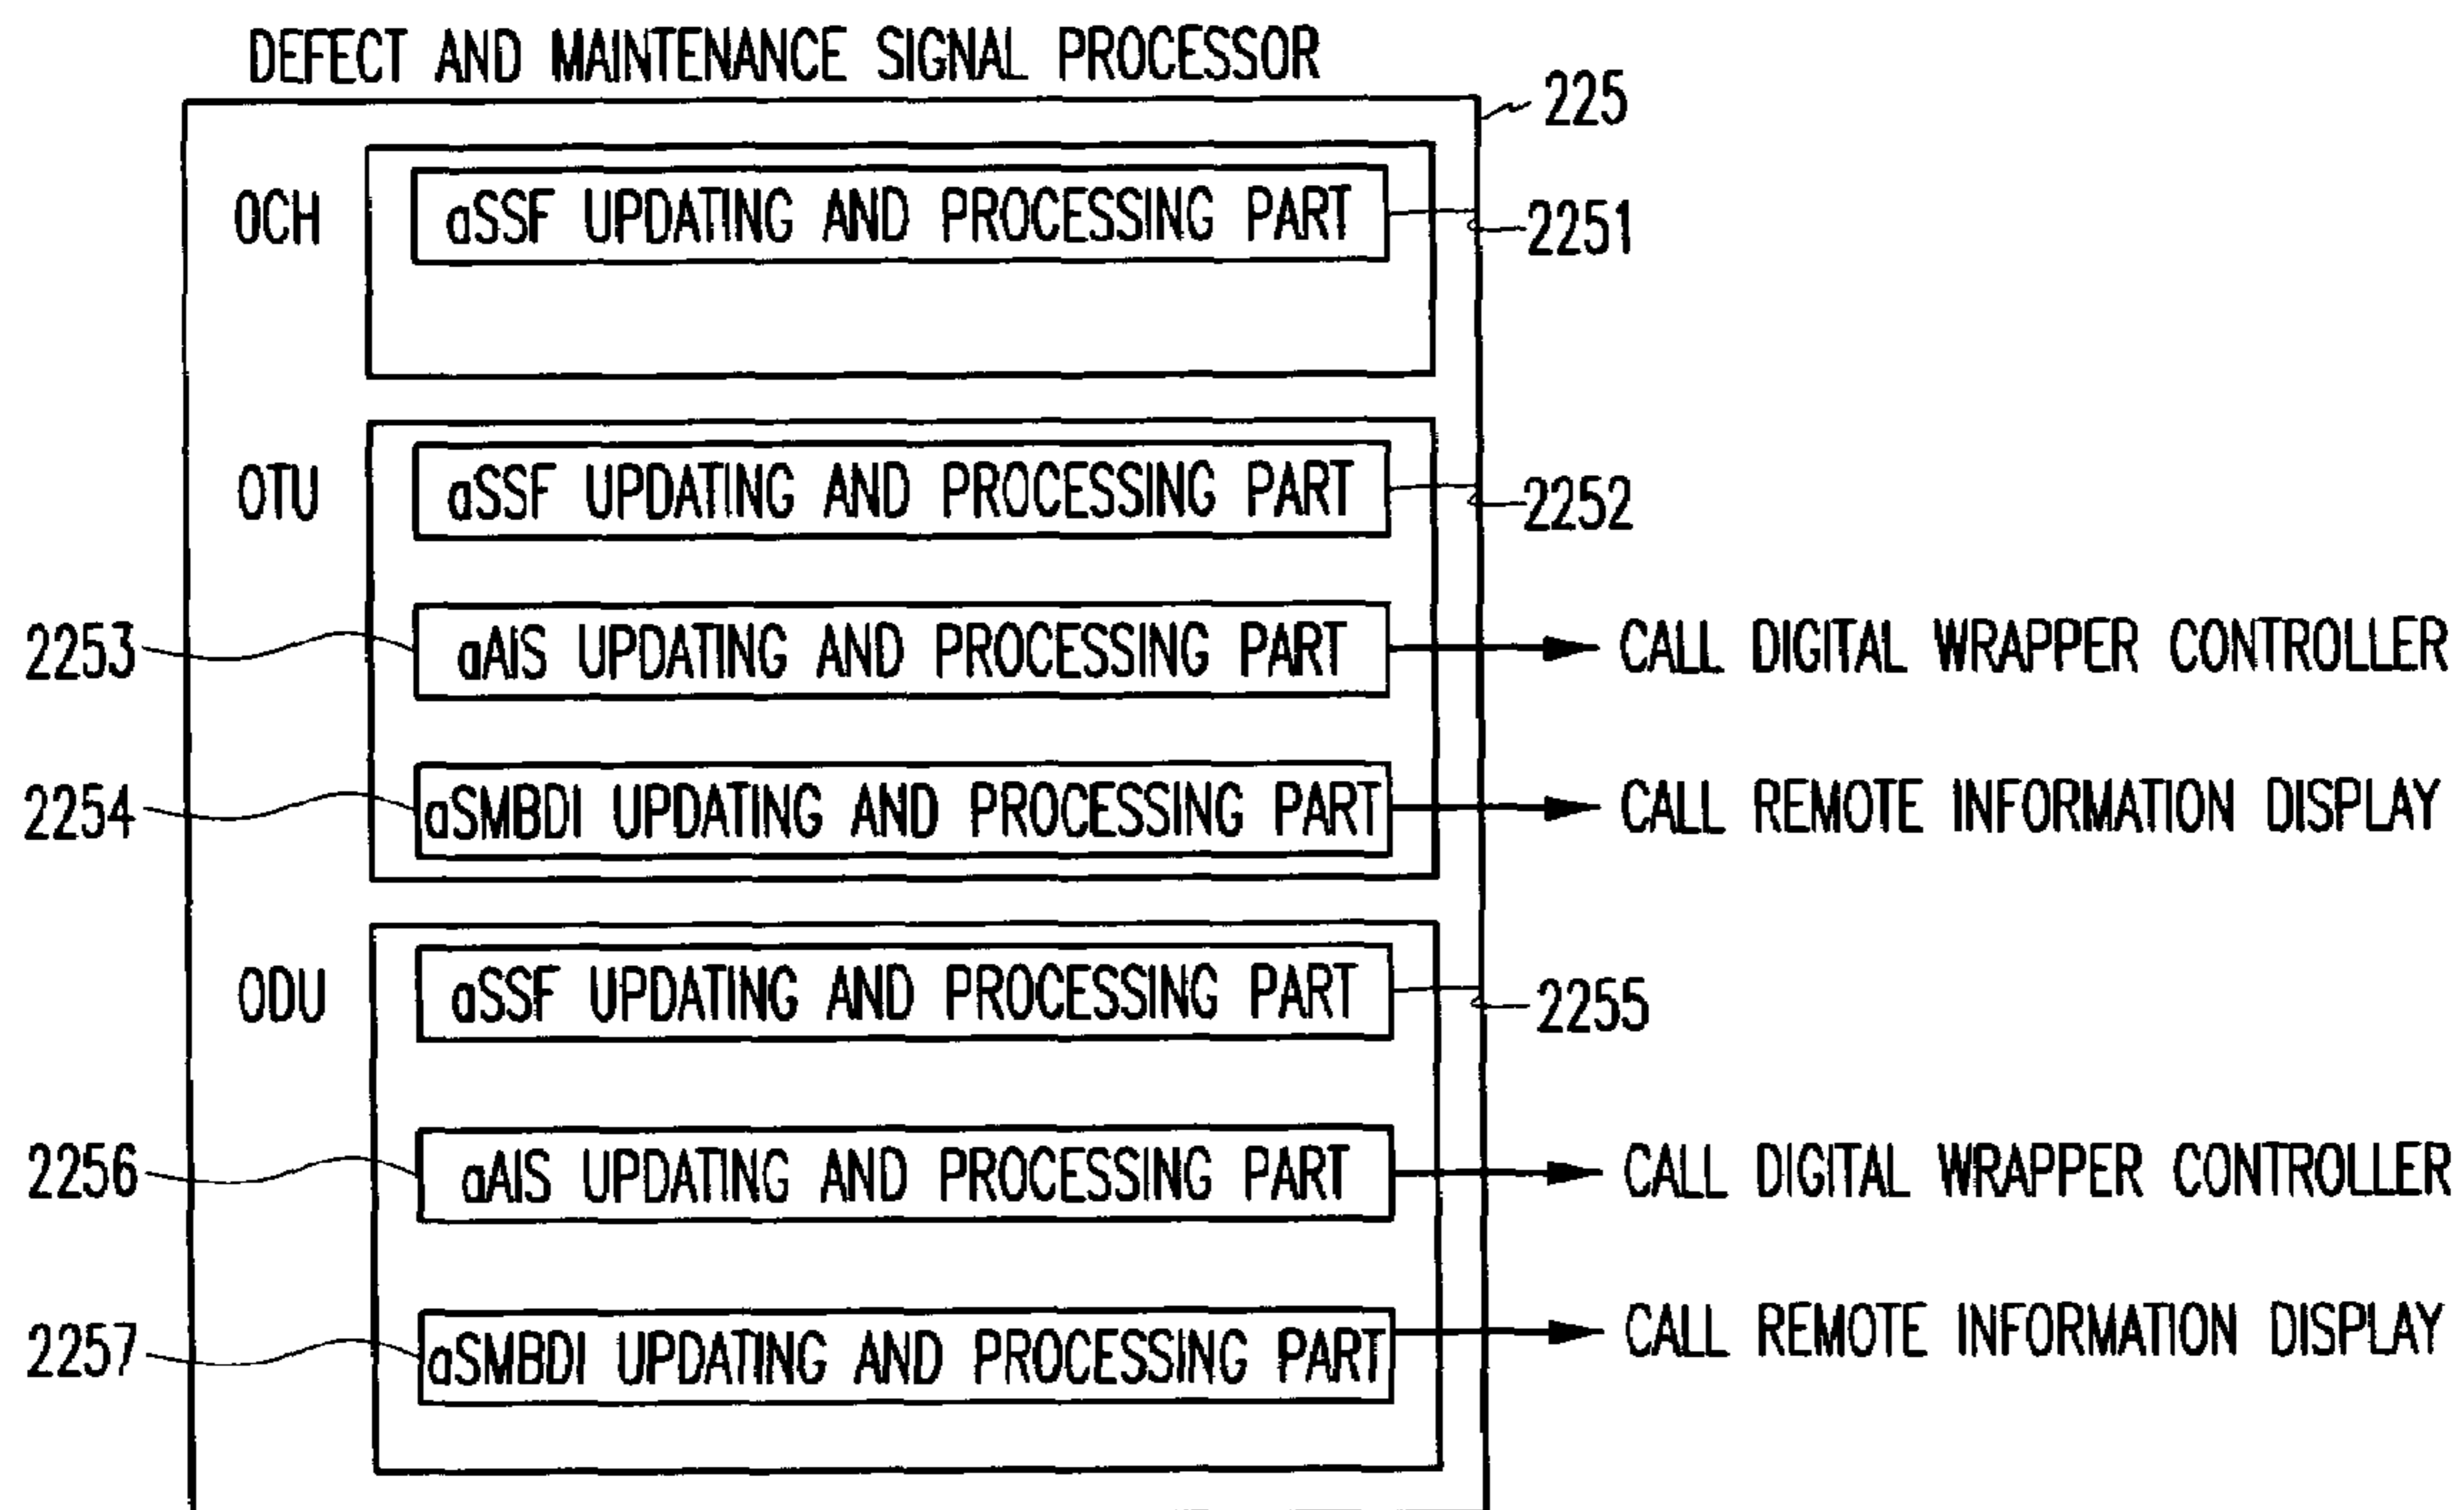 DEFECT AND MAINTENANCE SIGNAL PROCESSOR
225
OCH
aSSF UPDATING AND PROCESSING PART
2251
OTU
aSSF UPDATING AND PROCESSING PART
2252
2253
aAIS UPDATING AND PROCESSING PART
CALL DIGITAL WRAPPER CONTROLLER
2254
aSMBDI UPDATING AND PROCESSING PART
CALL REMOTE INFORMATION DISPLAY
ODU
aSSF UPDATING AND PROCESSING PART
2255
2256
aAIS UPDATING AND PROCESSING PART
CALL DIGITAL WRAPPER CONTROLLER
2257
aSMBDI UPDATING AND PROCESSING PART
CALL REMOTE INFORMATION DISPLAY